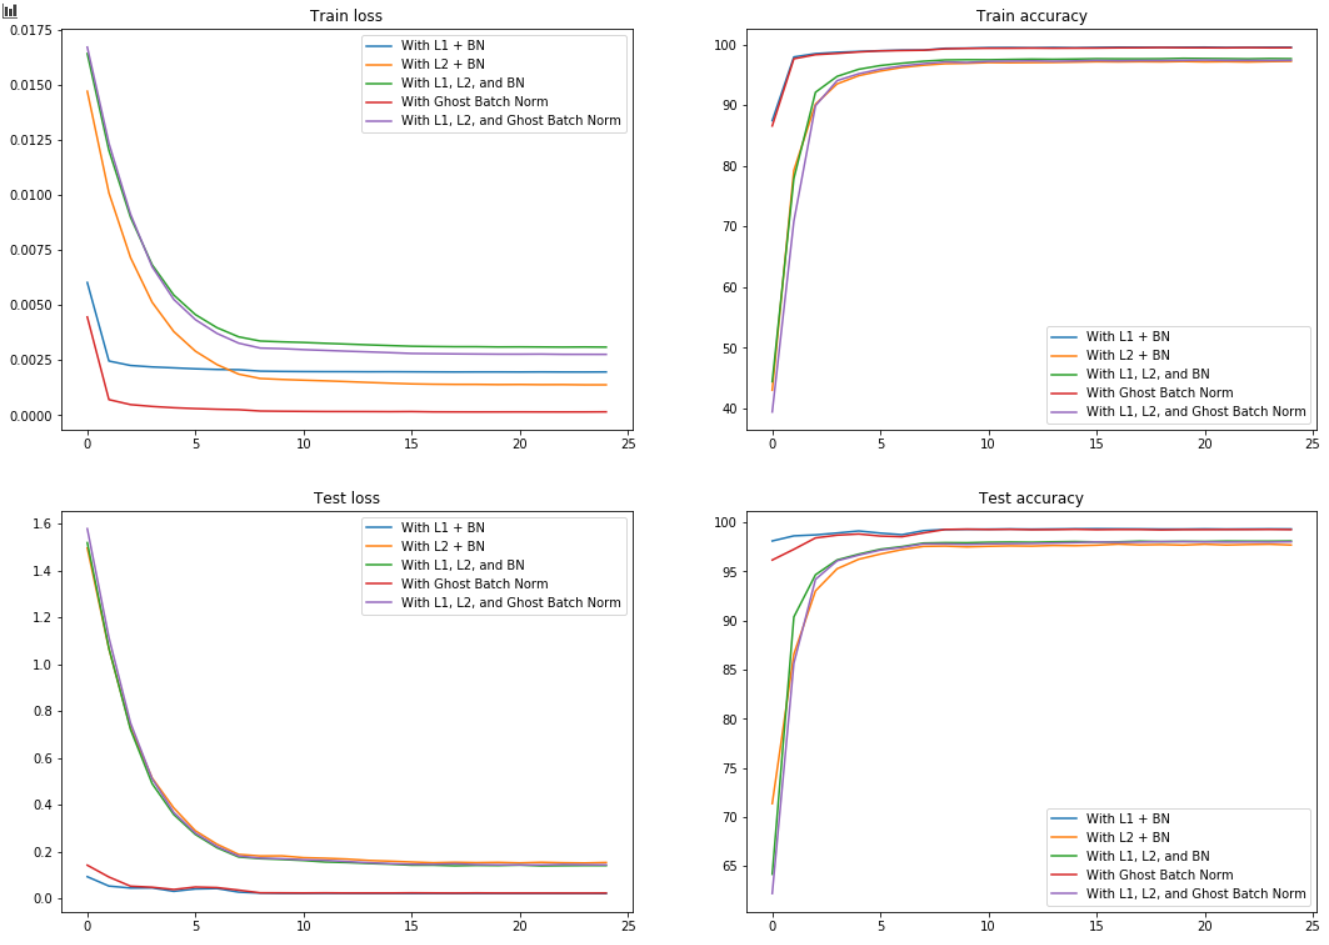 Train loss
0.0175
0.0150
0.0125
0.0100
0.0075
0.0050
0.0025
0.0000
0 5 10 15 20 25
With L1 + BN
With L2 + BN
With L1, L2, and BN
With Ghost Batch Norm
With L1, L2, and Ghost Batch Norm
Train accuracy
100
90
80
70
60
50
40
0 5 10 15 20 25
With L1 + BN
With L2 + BN
With L1, L2, and BN
With Ghost Batch Norm
With L1, L2, and Ghost Batch Norm
Test loss
1.6
1.4
1.2
1.0
0.8
0.6
0.4
0.2
0.0
0 5 10 15 20 25
With L1 + BN
With L2 + BN
With L1, L2, and BN
With Ghost Batch Norm
With L1, L2, and Ghost Batch Norm
Test accuracy
100
95
90
85
80
75
70
65
0 5 10 15 20 25
With L1 + BN
With L2 + BN
With L1, L2, and BN
With Ghost Batch Norm
With L1, L2, and Ghost Batch Norm